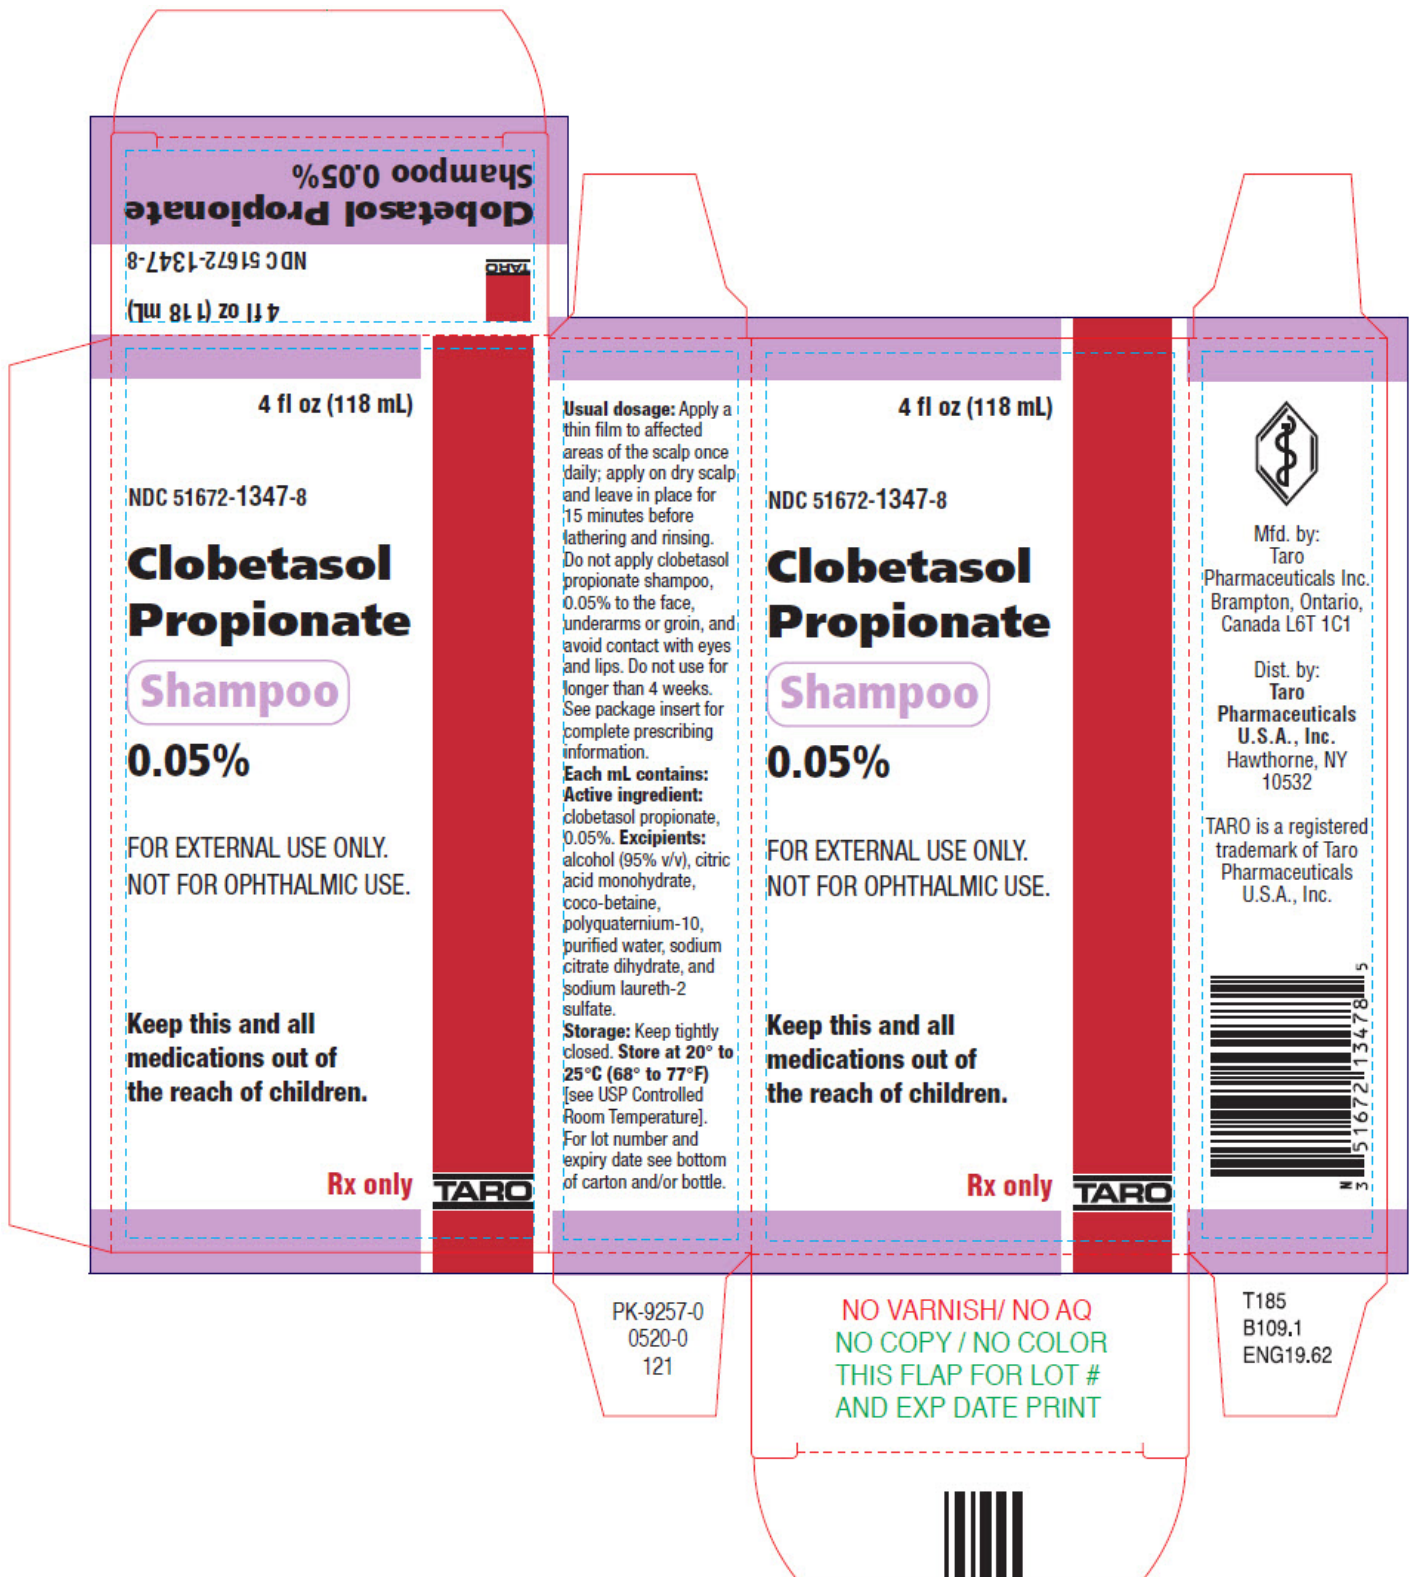 Clobetasol Propionate
Shampoo 0.05%
NDC 51672-1347-8
TARO
4 fl oz (118 mL)
4 fl oz (118 mL)
NDC 51672-1347-8
Clobetasol
Propionate
Shampoo
0.05%
FOR EXTERNAL USE ONLY.
NOT FOR OPHTHALMIC USE.
Keep this and all
medications out of
the reach of children.
Rx only
TARO
Usual dosage: Apply a
thin film to affected
areas of the scalp once
daily; apply on dry scalp
and leave in place for
15 minutes before
lathering and rinsing.
Do not apply clobetasol
propionate shampoo,
0.05% to the face,
underarms or groin, and
avoid contact with eyes
and lips. Do not use for
longer than 4 weeks.
See package insert for
complete prescribing
information.
Each mL contains:
Active ingredient:
clobetasol propionate,
0.05%. Excipients:
alcohol (95% v/v), citric
acid monohydrate,
coco-betaine,
polyquaternium-10,
purified water, sodium
citrate dihydrate, and
sodium laureth-2
sulfate.
Storage: Keep tightly
closed. Store at 20° to
25°C (68° to 77°F)
[see USP Controlled
Room Temperature].
For lot number and
expiry date see bottom
of carton and/or bottle.
4 fl oz (118 mL)
NDC 51672-1347-8
Clobetasol
Propionate
Shampoo
0.05%
FOR EXTERNAL USE ONLY.
NOT FOR OPHTHALMIC USE.
Keep this and all
medications out of
the reach of children.
Rx only
TARO
Mfd. by:
Taro
Pharmaceuticals Inc.
Brampton, Ontario,
Canada L6T 1C1
Dist. by:
Taro
Pharmaceuticals
U.S.A., Inc.
Hawthorne, NY
10532
TARO is a registered
trademark of Taro
Pharmaceuticals
U.S.A., Inc.
N
3 51672 13478 5
PK-9257-0
0520-0
121
NO VARNISH/ NO AQ
NO COPY / NO COLOR
THIS FLAP FOR LOT #
AND EXP DATE PRINT
T185
B109.1
ENG19.62